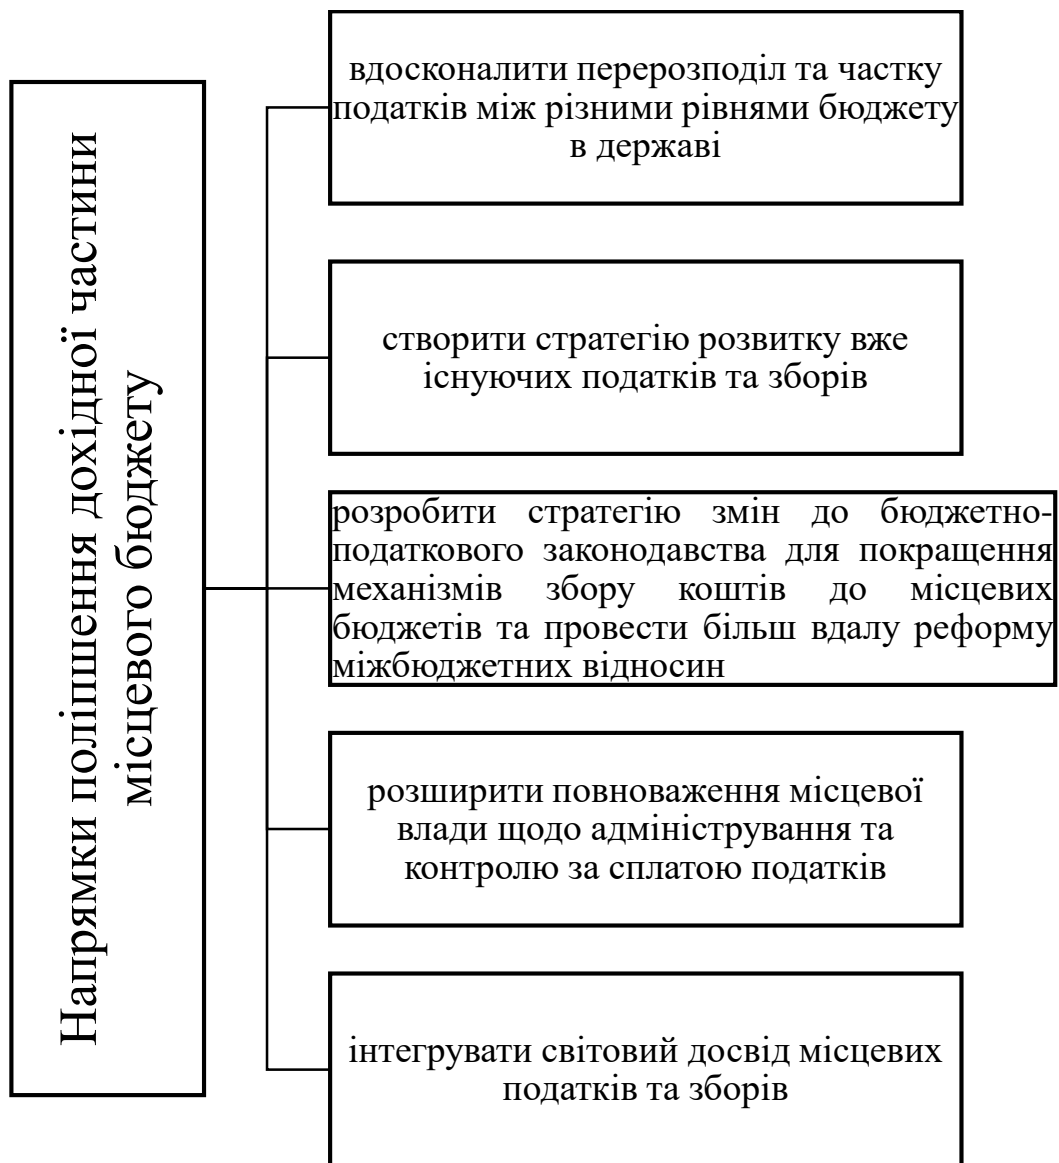 Напрямки поліпшення дохідної частини
місцевого бюджету
вдосконалити перерозподіл та частку
податків між різними рівнями бюджету
в державі
створити стратегію розвитку вже
існуючих податків та зборів
розробити стратегію змін до бюджетно-
податкового законодавства для покращення
механізмів збору коштів до місцевих
бюджетів та провести більш вдалу реформу
міжбюджетних відносин
розширити повноваження місцевої
влади щодо адміністрування та
контролю за сплатою податків
інтегрувати світовий досвід місцевих
податків та зборів